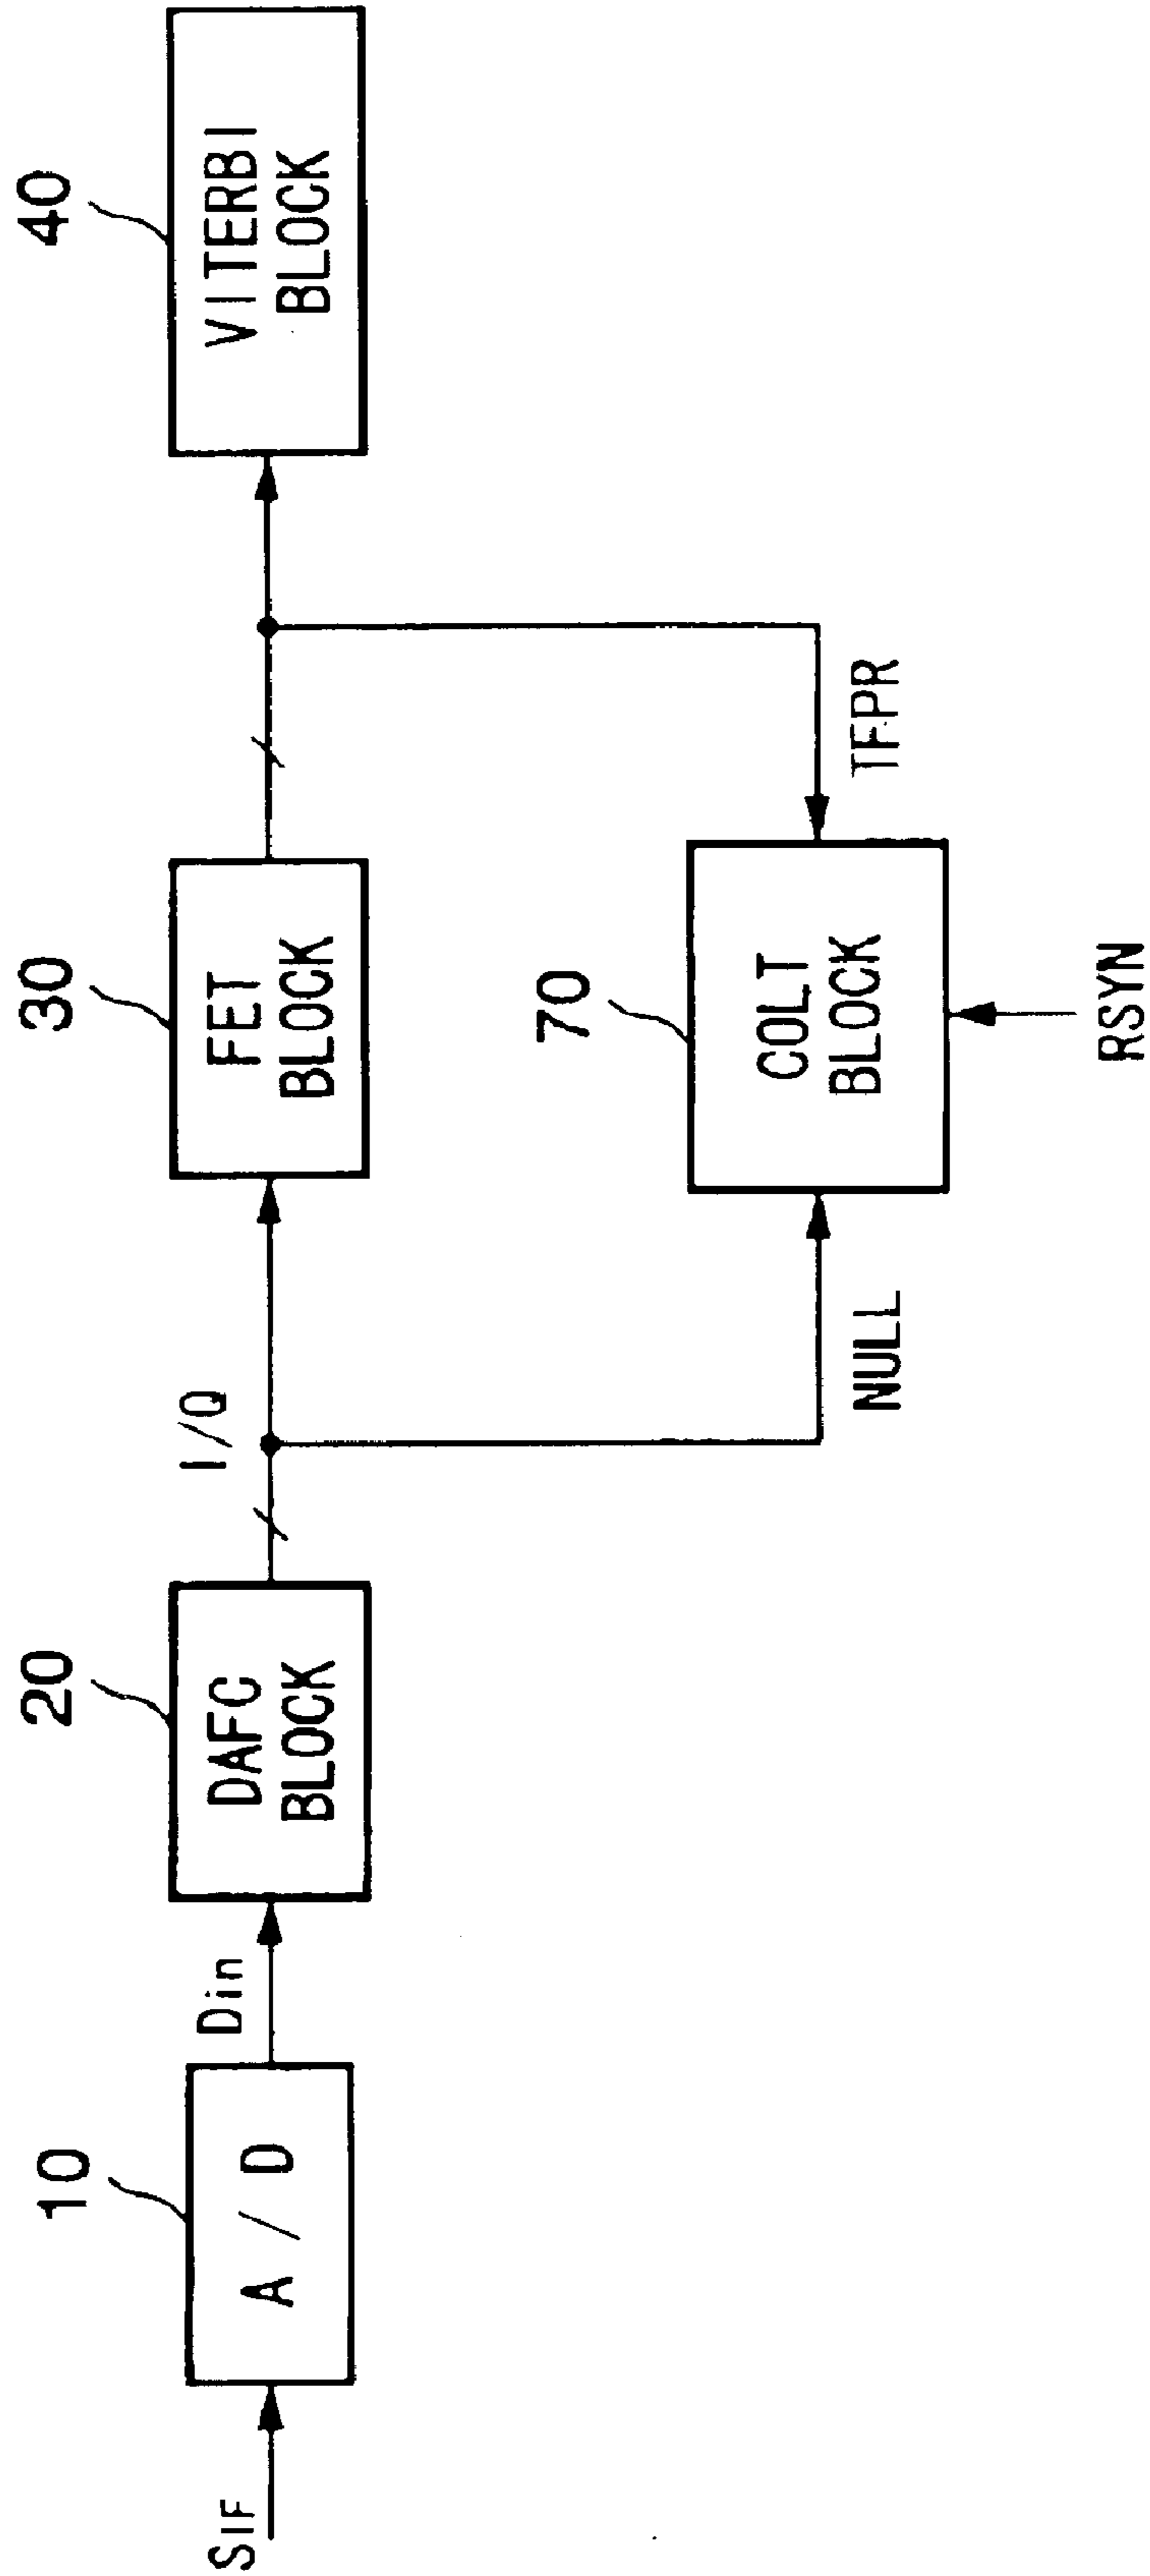 10
20
30
40
SIF
A / D
Din
DAFC
BLOCK
I/Q
FET
BLOCK
VITERBI
BLOCK
70
NULL
COLT
BLOCK
TFPR
RSYN